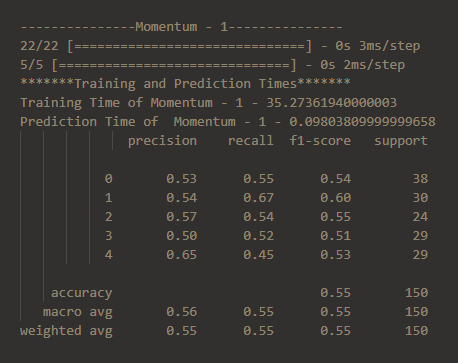 ---------------Momentum - 1---------------
22/22 [==============================] - 0s 3ms/step
5/5 [==============================] - 0s 2ms/step
*******Training and Prediction Times*******
Training Time of Momentum - 1 - 35.27361940000003
Prediction Time of  Momentum - 1 - 0.09803809999999658
precision recall f1-score support
0 0.53 0.55 0.54 38
1 0.54 0.67 0.60 30
2 0.57 0.54 0.55 24
3 0.50 0.52 0.51 29
4 0.65 0.45 0.53 29
accuracy 0.55 150
macro avg 0.56 0.55 0.55 150
weighted avg 0.55 0.55 0.55 150